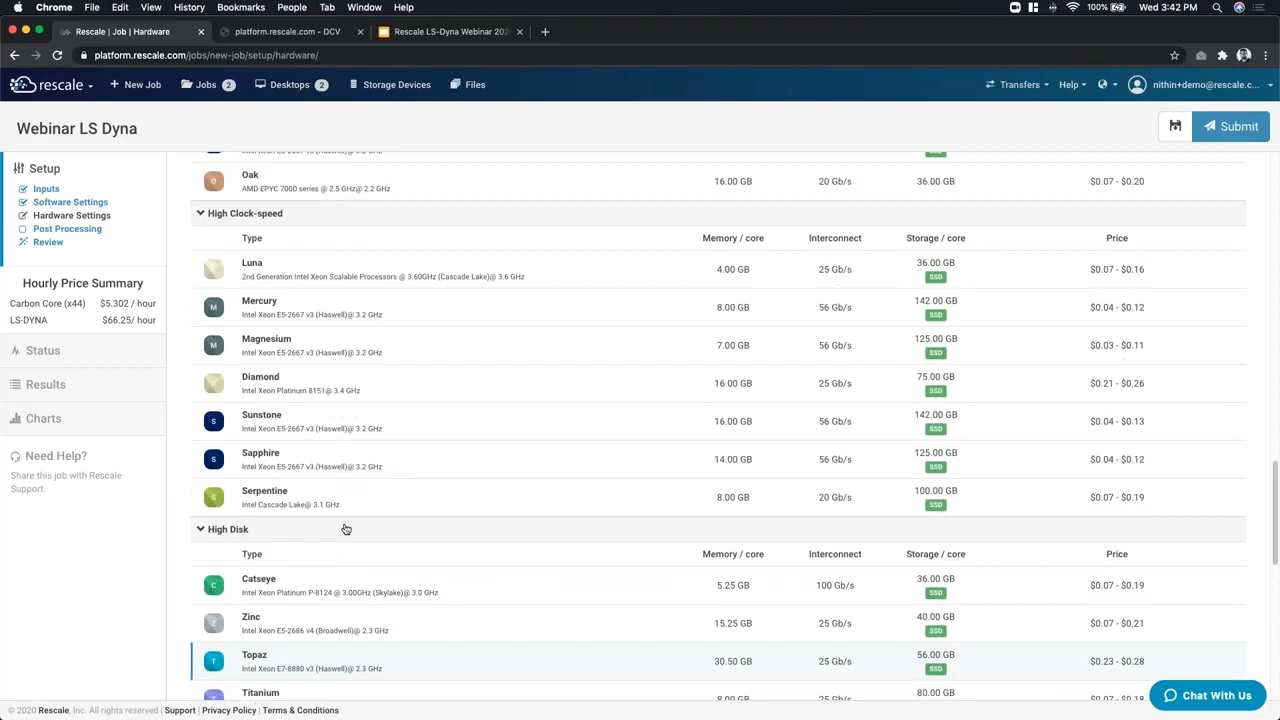 Chrome File Edit View History Bookmarks People Tab Window Help 100% Wed 3:42 PM
Rescale | Job | Hardware platform.rescale.com - DCV Rescale LS-Dyna Webinar 202
platform.rescale.com/jobs/new-job/setup/hardware/
rescale New Job Jobs 2 Desktops 2 Storage Devices Files Transfers Help nithin+demo@rescale.c...
Webinar LS Dyna Submit
Setup
Inputs
Software Settings
Hardware Settings
Post Processing
Review
Hourly Price Summary
Carbon Core (x44) $5.302 / hour
LS-DYNA $66.25/ hour
Status
Results
Charts
Need Help?
Share this job with Rescale
Support.
SSD
O Oak 16.00 GB 20 Gb/s 36.00 GB $0.07 - $0.20
AMD EPYC 7000 series @ 2.5 GHz@ 2.2 GHz
High Clock-speed
Type Memory / core Interconnect Storage / core Price
Luna 4.00 GB 25 Gb/s 36.00 GB $0.07 - $0.16
2nd Generation Intel Xeon Scalable Processors @ 3.60GHz (Cascade Lake)@ 3.6 GHz SSD
M Mercury 8.00 GB 56 Gb/s 142.00 GB $0.04 - $0.12
Intel Xeon E5-2667 v3 (Haswell)@ 3.2 GHz SSD
M Magnesium 7.00 GB 56 Gb/s 125.00 GB $0.03 - $0.11
Intel Xeon E5-2667 v3 (Haswell)@ 3.2 GHz SSD
Diamond 16.00 GB 25 Gb/s 75.00 GB $0.21 - $0.26
Intel Xeon Platinum 8151@ 3.4 GHz SSD
S Sunstone 16.00 GB 56 Gb/s 142.00 GB $0.04 - $0.13
Intel Xeon E5-2667 v3 (Haswell)@ 3.2 GHz SSD
S Sapphire 14.00 GB 56 Gb/s 125.00 GB $0.04 - $0.12
Intel Xeon E5-2667 v3 (Haswell)@ 3.2 GHz SSD
S Serpentine 8.00 GB 20 Gb/s 100.00 GB $0.07 - $0.19
Intel Cascade Lake@ 3.1 GHz SSD
High Disk
Type Memory / core Interconnect Storage / core Price
C Catseye 5.25 GB 100 Gb/s 36.00 GB $0.07 - $0.19
Intel Xeon Platinum P-8124 @ 3.00GHz (Skylake)@ 3.0 GHz SSD
Z Zinc 15.25 GB 25 Gb/s 40.00 GB $0.07 - $0.21
Intel Xeon E5-2686 v4 (Broadwell)@ 2.3 GHz SSD
T Topaz 30.50 GB 25 Gb/s 56.00 GB $0.23 - $0.28
Intel Xeon E7-8880 v3 (Haswell)@ 2.3 GHz SSD
T Titanium 8.00 GB 25 Gb/s 80.00 GB
Chat With Us
© 2020 Rescale, Inc. All rights reserved | Support | Privacy Policy | Terms & Conditions